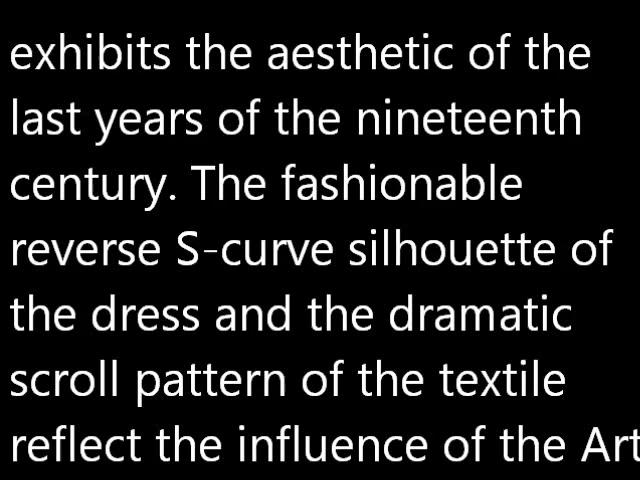 exhibits the aesthetic of the
last years of the nineteenth
century. The fashionable
reverse S-curve silhouette of
the dress and the dramatic
scroll pattern of the textile
reflect the influence of the Art